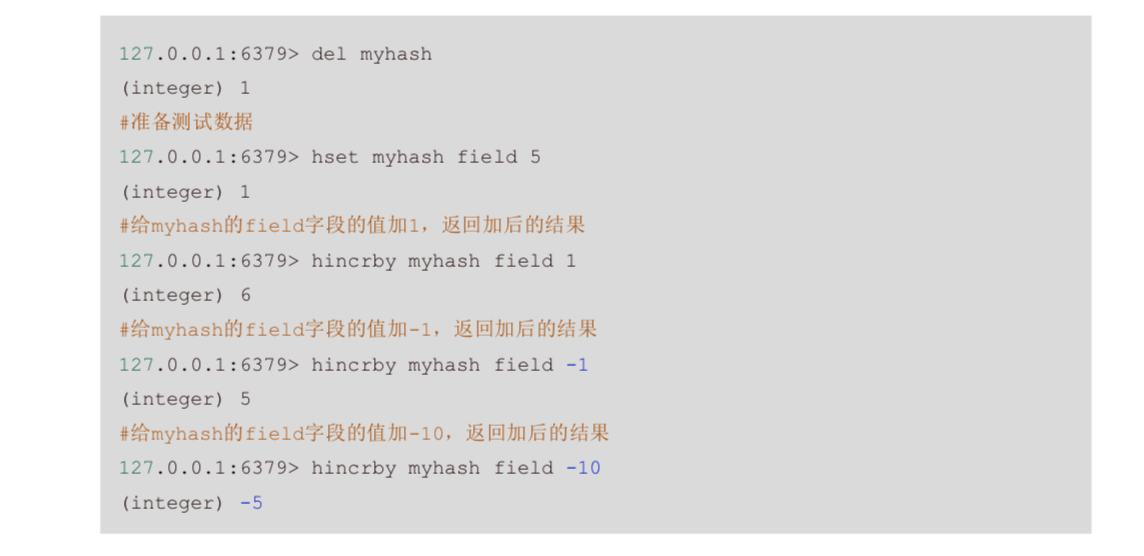 127.0.0.1:6379> del myhash
(integer) 1
#准备测试数据
127.0.0.1:6379> hset myhash field 5
(integer) 1
#给myhash的field字段的值加1，返回加后的结果
127.0.0.1:6379> hincrby myhash field 1
(integer) 6
#给myhash的field字段的值加-1，返回加后的结果
127.0.0.1:6379> hincrby myhash field -1
(integer) 5
#给myhash的field字段的值加-10，返回加后的结果
127.0.0.1:6379> hincrby myhash field -10
(integer) -5